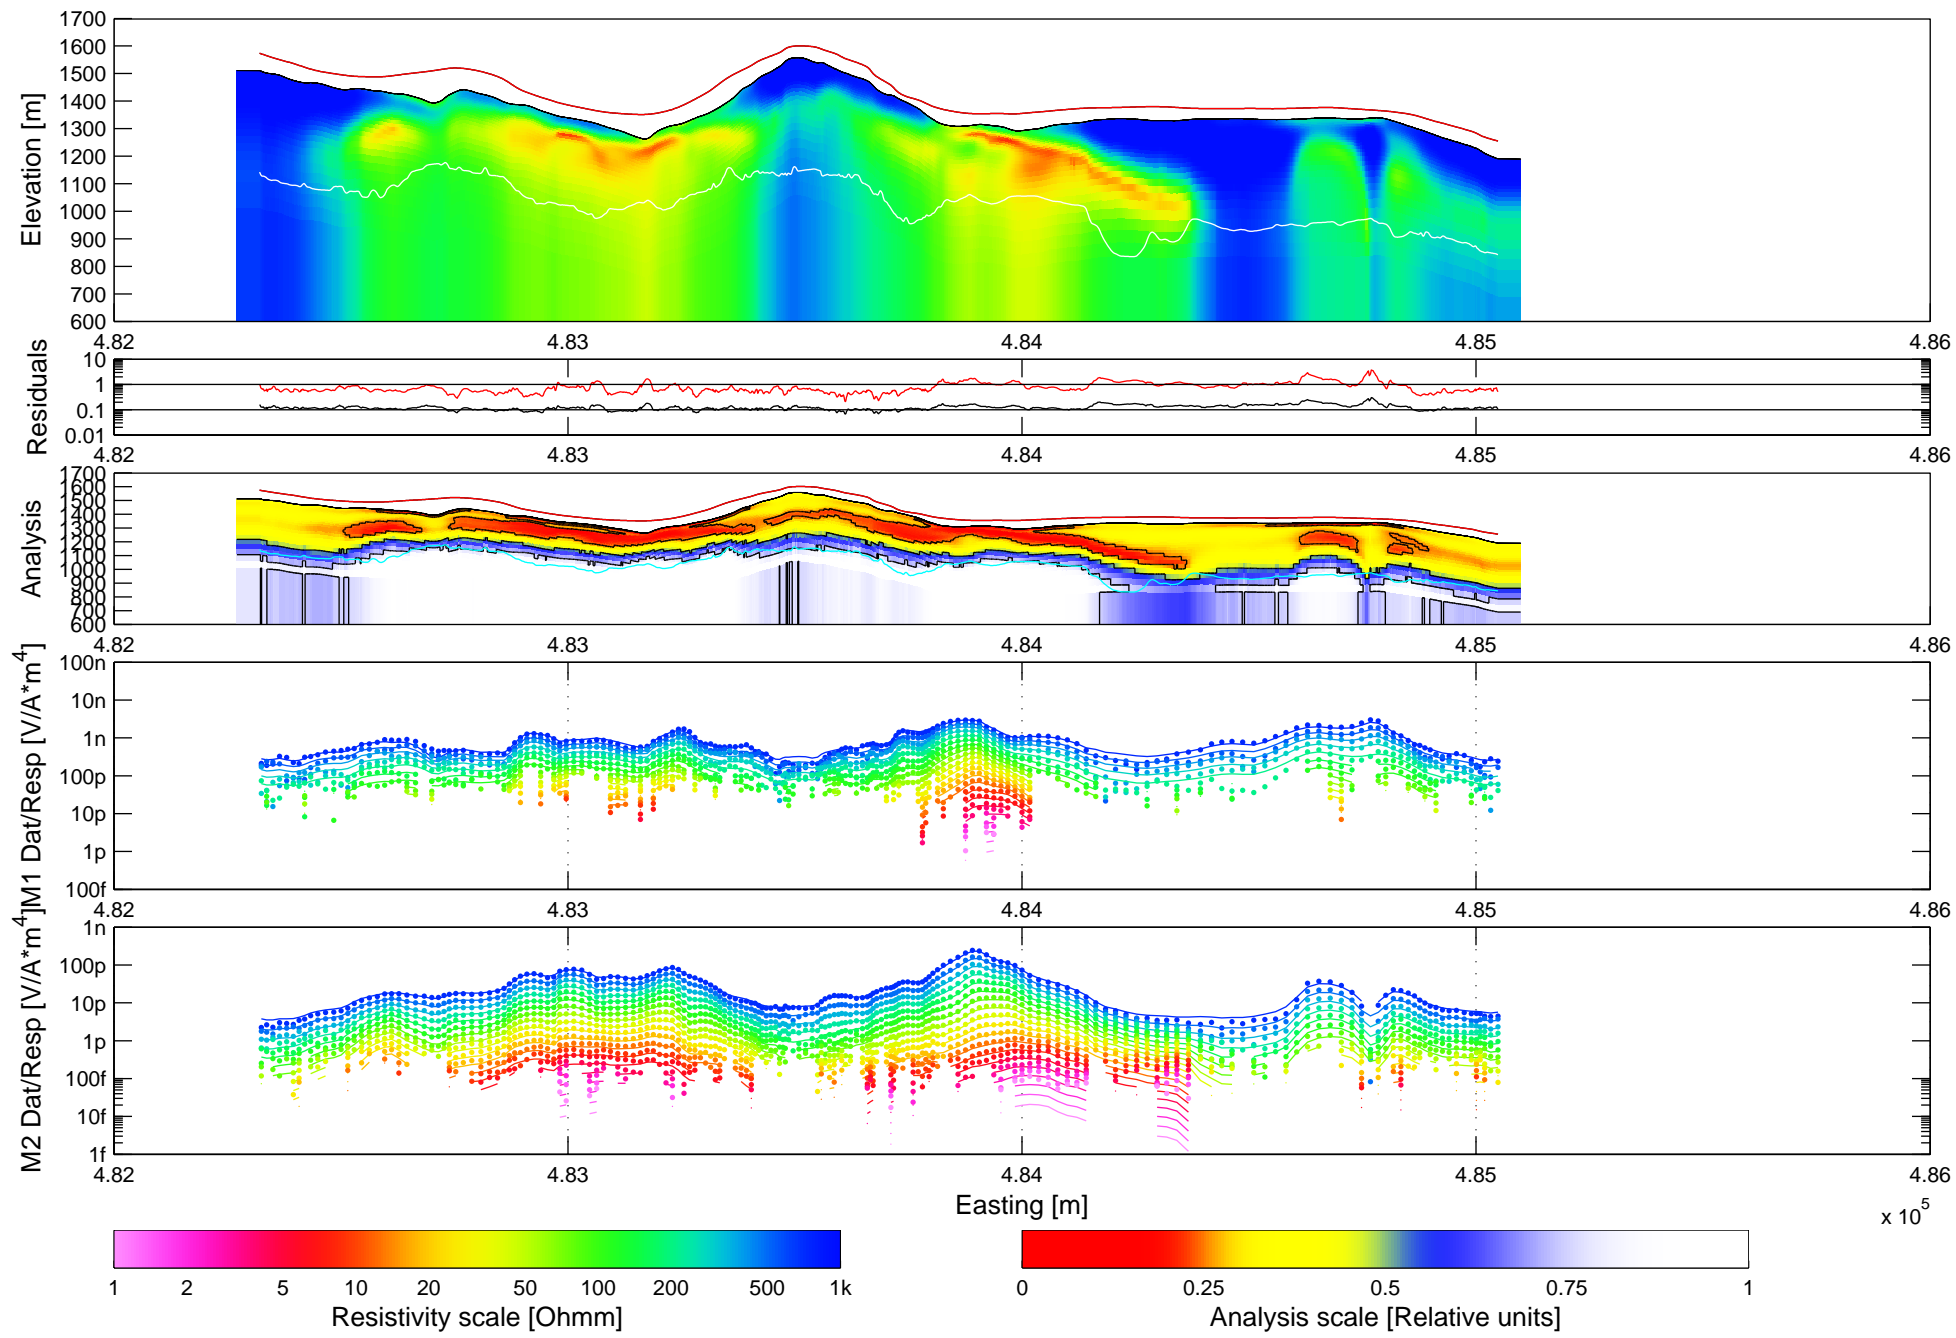 1700
1600
1500
1400
1300
1200
1100
1000
900
800
700
600
Elevation [m]
4.82 4.83 4.84 4.85 4.86
10
1
0.1
0.01
Residuals
4.82 4.83 4.84 4.85 4.86
1700
1600
1500
1400
1300
1200
1100
1000
900
800
700
600
Analysis
4.82 4.83 4.84 4.85 4.86
100n
10n
1n
100p
10p
1p
100f
M1 Dat/Resp [V/A*m4]
4.82 4.83 4.84 4.85 4.86
1n
100p
10p
1p
100f
10f
1f
M2 Dat/Resp [V/A*m4]
4.82 4.83 4.84 4.85 4.86
Easting [m]
x 105
1 2 5 10 20 50 100 200 500 1k
Resistivity scale [Ohmm]
0 0.25 0.5 0.75 1
Analysis scale [Relative units]